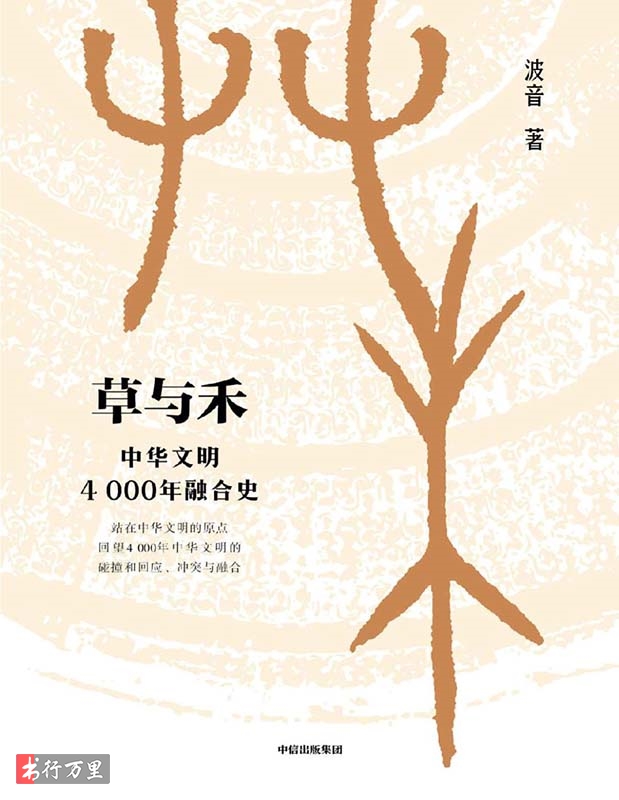 波音 著
草与禾
中华文明
4 000年融合史
站在中华文明的原点
回望4 000年中华文明的
碰撞和回应、冲突与融合
中信出版集团
书行万里